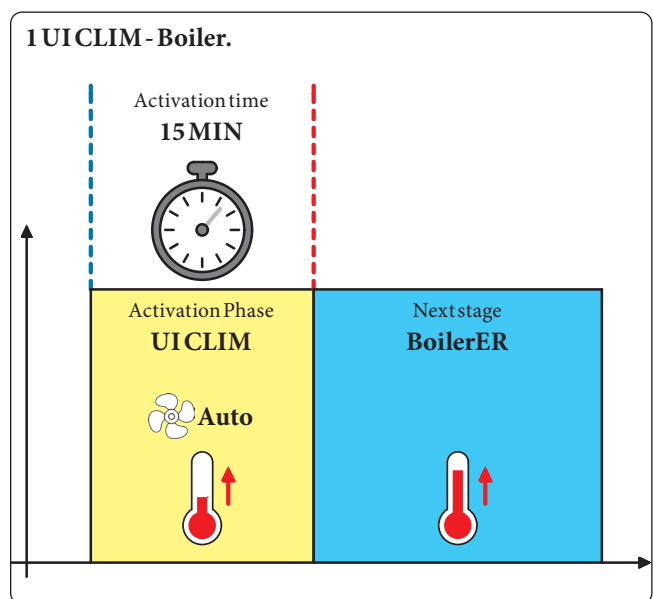 1 UI CLIM - Boiler.
Activation time
15 MIN
Activation Phase
UI CLIM
Next stage
BoilerER
Auto